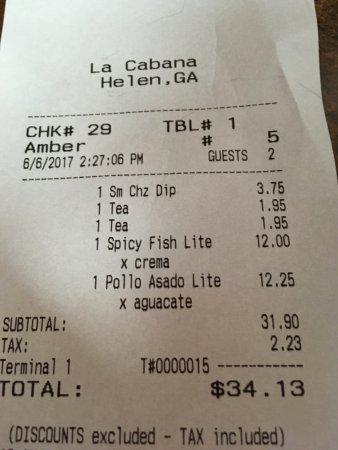 La Cabana
Helen,GA
CHK# 29 TBL# 1
Amber # 5
6/6/2017 2:27:06 PM GUESTS 2
1 Sm Chz Dip 3.75
1 Tea 1.95
1 Tea 1.95
1 Spicy Fish Lite 12.00
x crema
1 Pollo Asado Lite 12.25
x aguacate
SUBTOTAL: 31.90
TAX: 2.23
Terminal 1 T#0000015 ------------
TOTAL: $34.13
(DISCOUNTS excluded - TAX included)